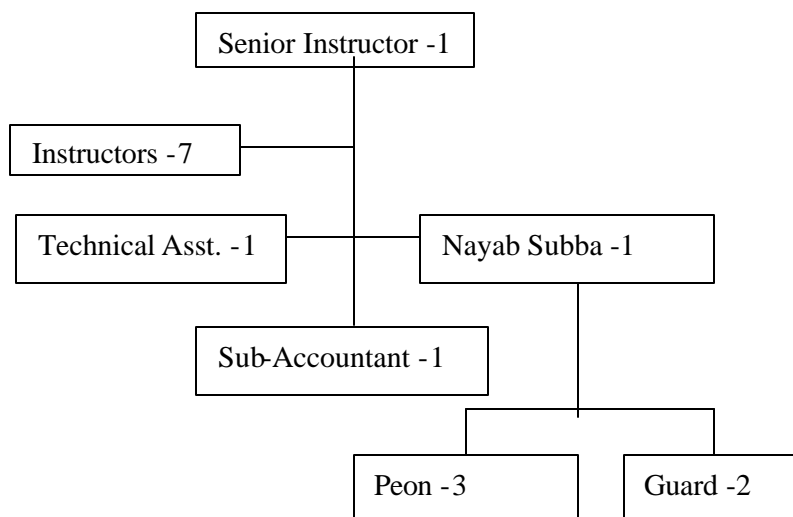 Senior Instructor -1
Instructors -7
Technical Asst. -1
Nayab Subba -1
Sub-Accountant -1
Peon -3
Guard -2